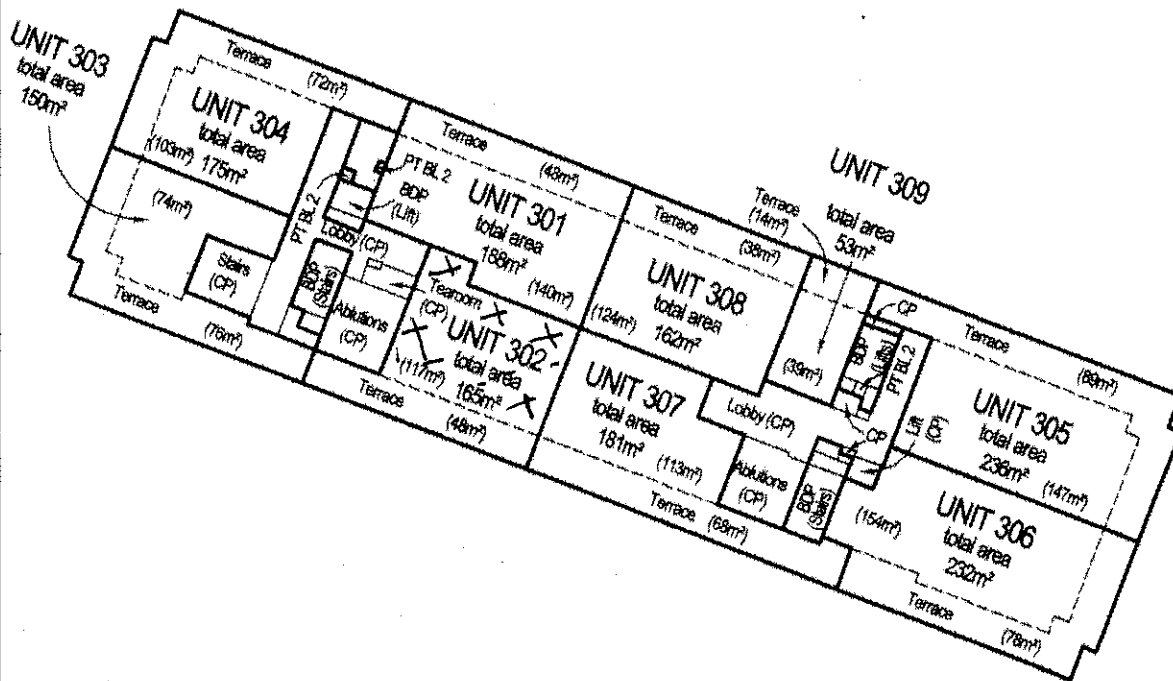 UNIT 303
total area
150m²
Terrace
(72m²)
UNIT 304
total area
(103m²) 175m²
(74m²)
Stairs
(CP)
Terrace
(76m²)
PT BL 2
PT BL 2
BDP
(Lift)
Lobby (CP)
BDP
(Stairs)
Ablutions
(CP)
Terrace
(43m²)
UNIT 301
total area
(140m²)
Tearoom
(CP)
UNIT 302
total area
(117m²)
165m²
Terrace
(48m²)
Terrace
(38m²)
UNIT 308
total area
(124m²)
162m²
UNIT 307
total area
181m²
(113m²)
Terrace
(68m²)
UNIT 309
total area
53m²
Terrace
(14m²)
(39m²)
Lobby (CP)
Ablutions
(CP)
BDP
(Stairs)
CP
BDP
(Lifts)
PT BL 2
CP
Lift
(CP)
Terrace
(89m²)
UNIT 305
total area
236m²
(147m²)
(154m²)
UNIT 306
total area
232m²
Terrace
(78m²)